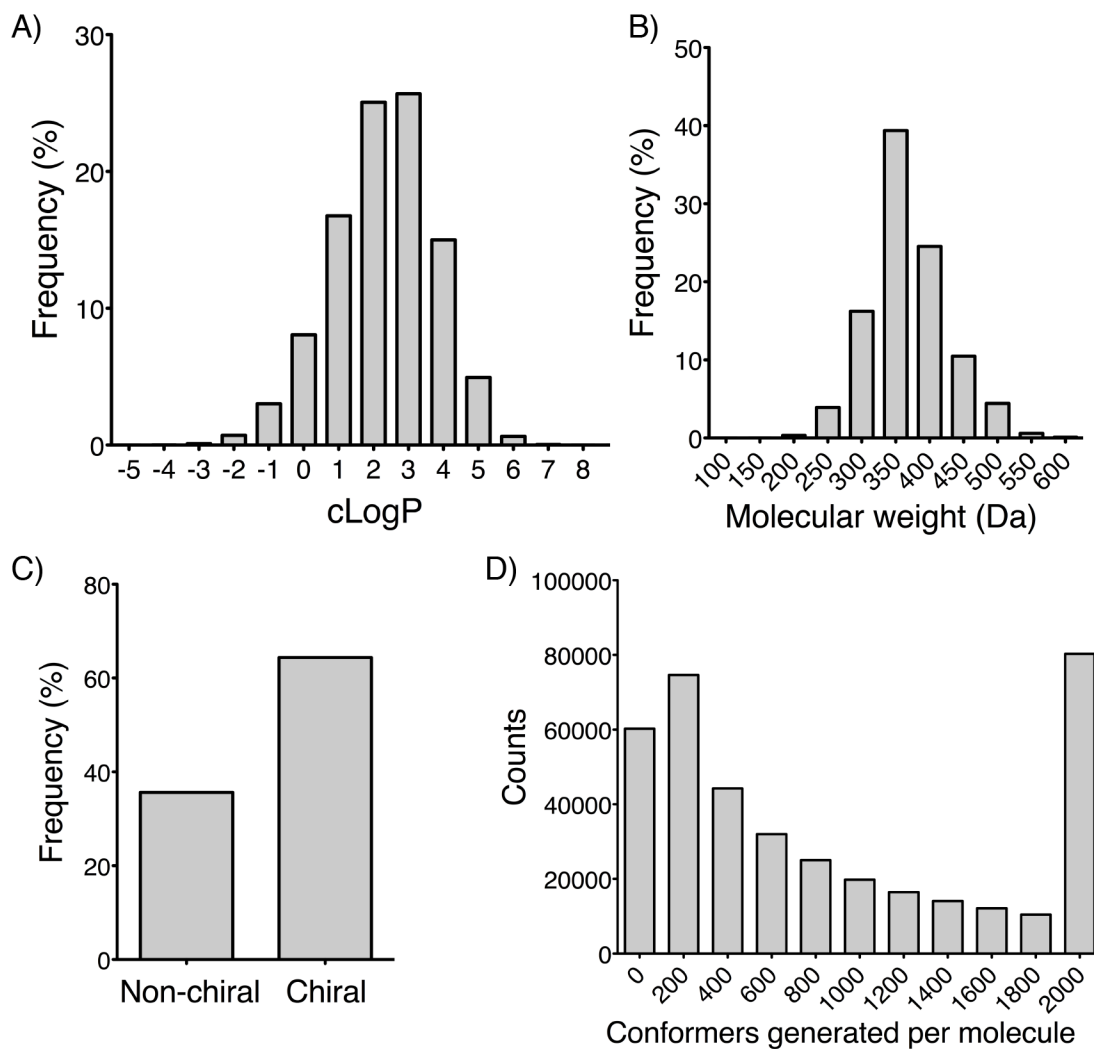 A)
Frequency (%)
30
20
10
0
-5 -4 -3 -2 -1 0 1 2 3 4 5 6 7 8
cLogP
B)
Frequency (%)
50
40
30
20
10
0
100 150 200 250 300 350 400 450 500 550 600
Molecular weight (Da)
C)
Frequency (%)
80
60
40
20
0
Non-chiral Chiral
D)
Counts
100000
80000
60000
40000
20000
0
0 200 400 600 800 1000 1200 1400 1600 1800 2000
Conformers generated per molecule